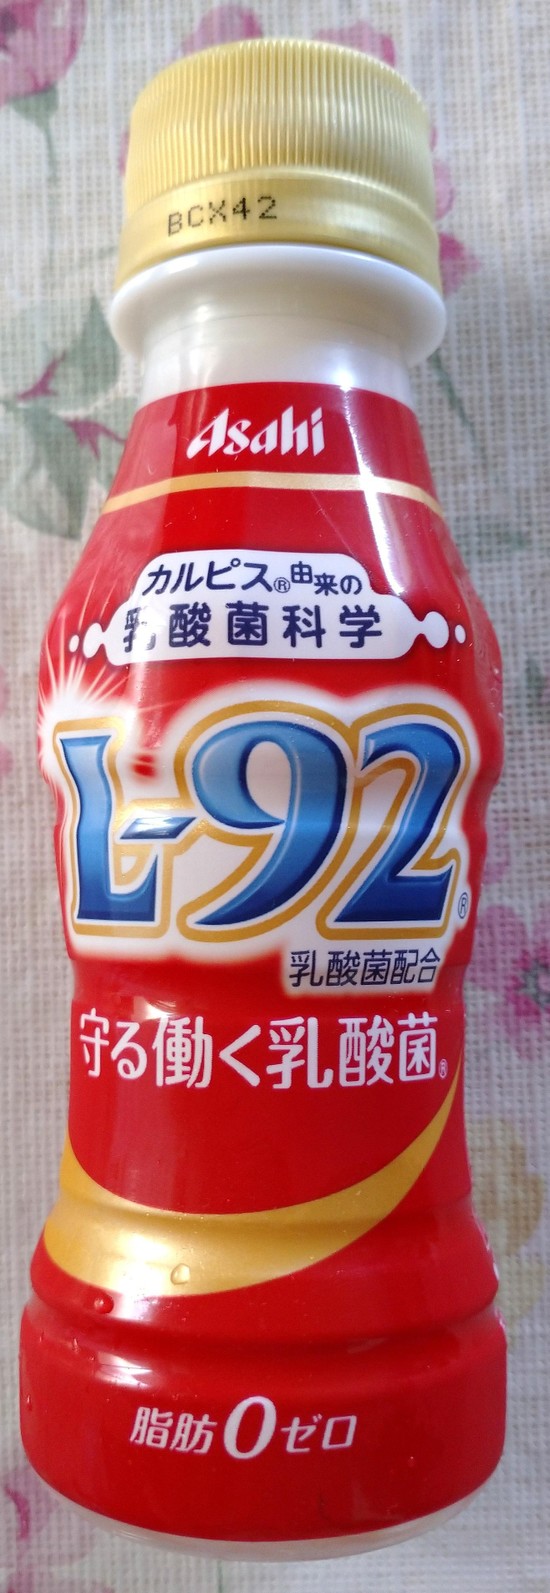 BCX42
Asahi
カルピス®由来の
乳酸菌科学
L-92®
乳酸菌配合
守る働く乳酸菌®
脂肪0ゼロ